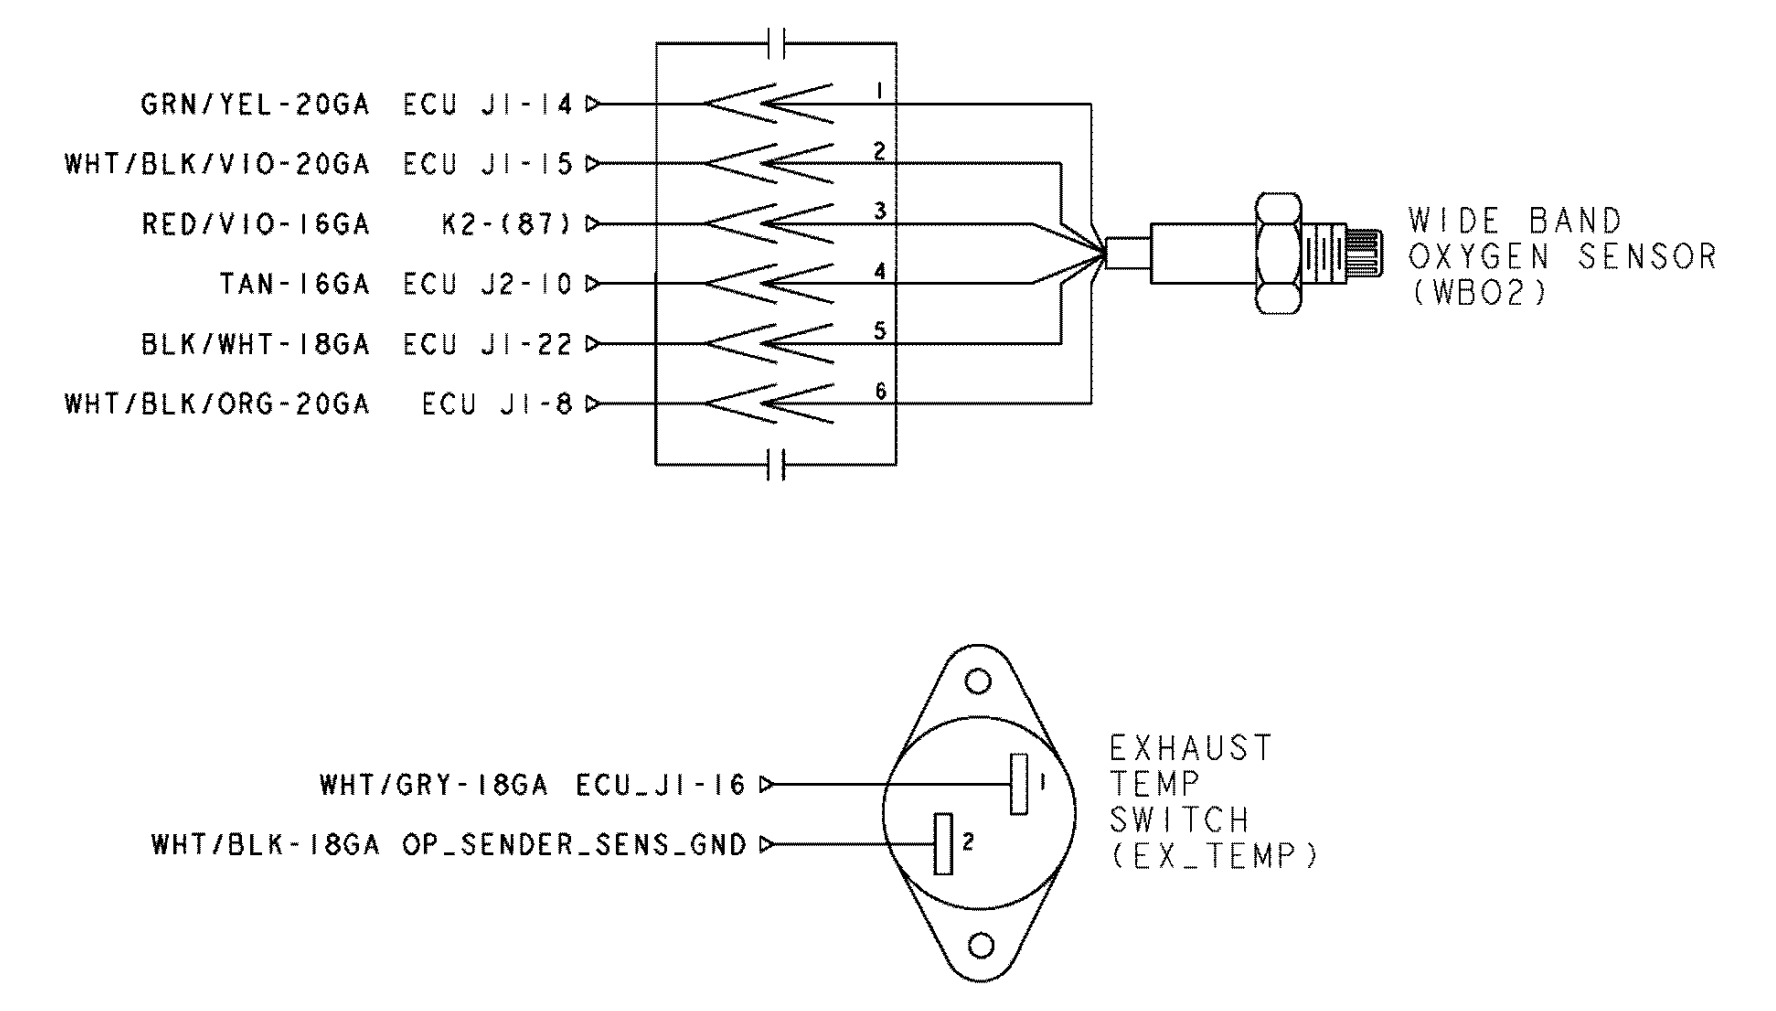 GRN/YEL-20GA ECU J1-14 1
WHT/BLK/VIO-20GA ECU J1-15 2
RED/VIO-16GA K2-(87) 3
TAN-16GA ECU J2-10 4
BLK/WHT-18GA ECU J1-22 5
WHT/BLK/ORG-20GA ECU J1-8 6
WIDE BAND
OXYGEN SENSOR
(WBO2)
WHT/GRY-18GA ECU_J1-16 1
WHT/BLK-18GA OP_SENDER_SENS_GND 2
EXHAUST
TEMP
SWITCH
(EX_TEMP)